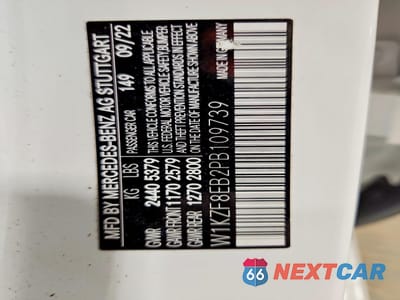 MFD BY MERCEDES-BENZ AG STUTTGART
PASSENGER CAR 149 09/22
KG LBS
GVWR 2440 5379
GAWR-FRONT 1170 2579
GAWR-REAR 1270 2800
THIS VEHICLE CONFORMS TO ALL APPLICABLE
U.S. FEDERAL MOTOR VEHICLE SAFETY, BUMPER
AND THEFT PREVENTION STANDARDS IN EFFECT
ON THE DATE OF MANUFACTURE SHOWN ABOVE.
MADE IN GERMANY
W1KZF8EB2PB109739
66 NEXTCAR